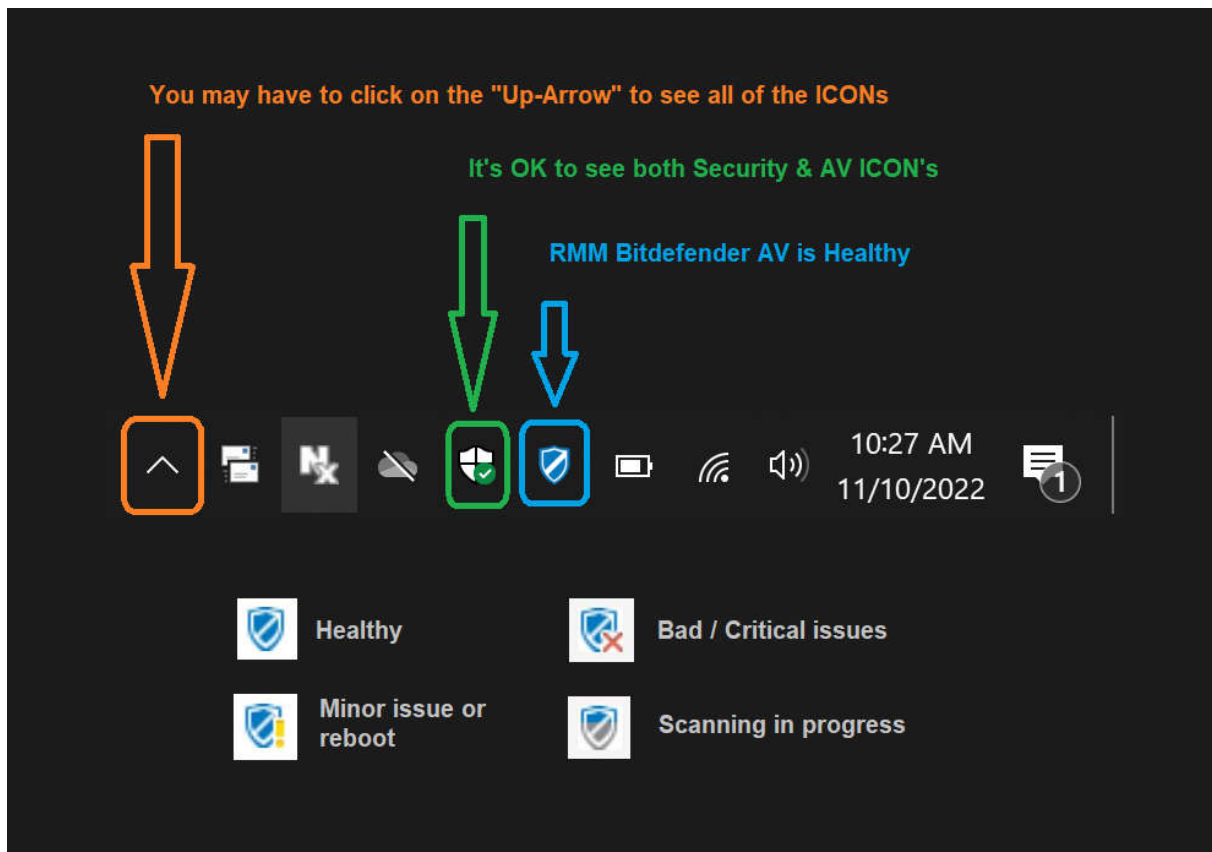 You may have to click on the "Up-Arrow" to see all of the ICONs
It's OK to see both Security & AV ICON's
RMM Bitdefender AV is Healthy
Nx
10:27 AM
11/10/2022
1
Healthy
Bad / Critical issues
Minor issue or
reboot
Scanning in progress